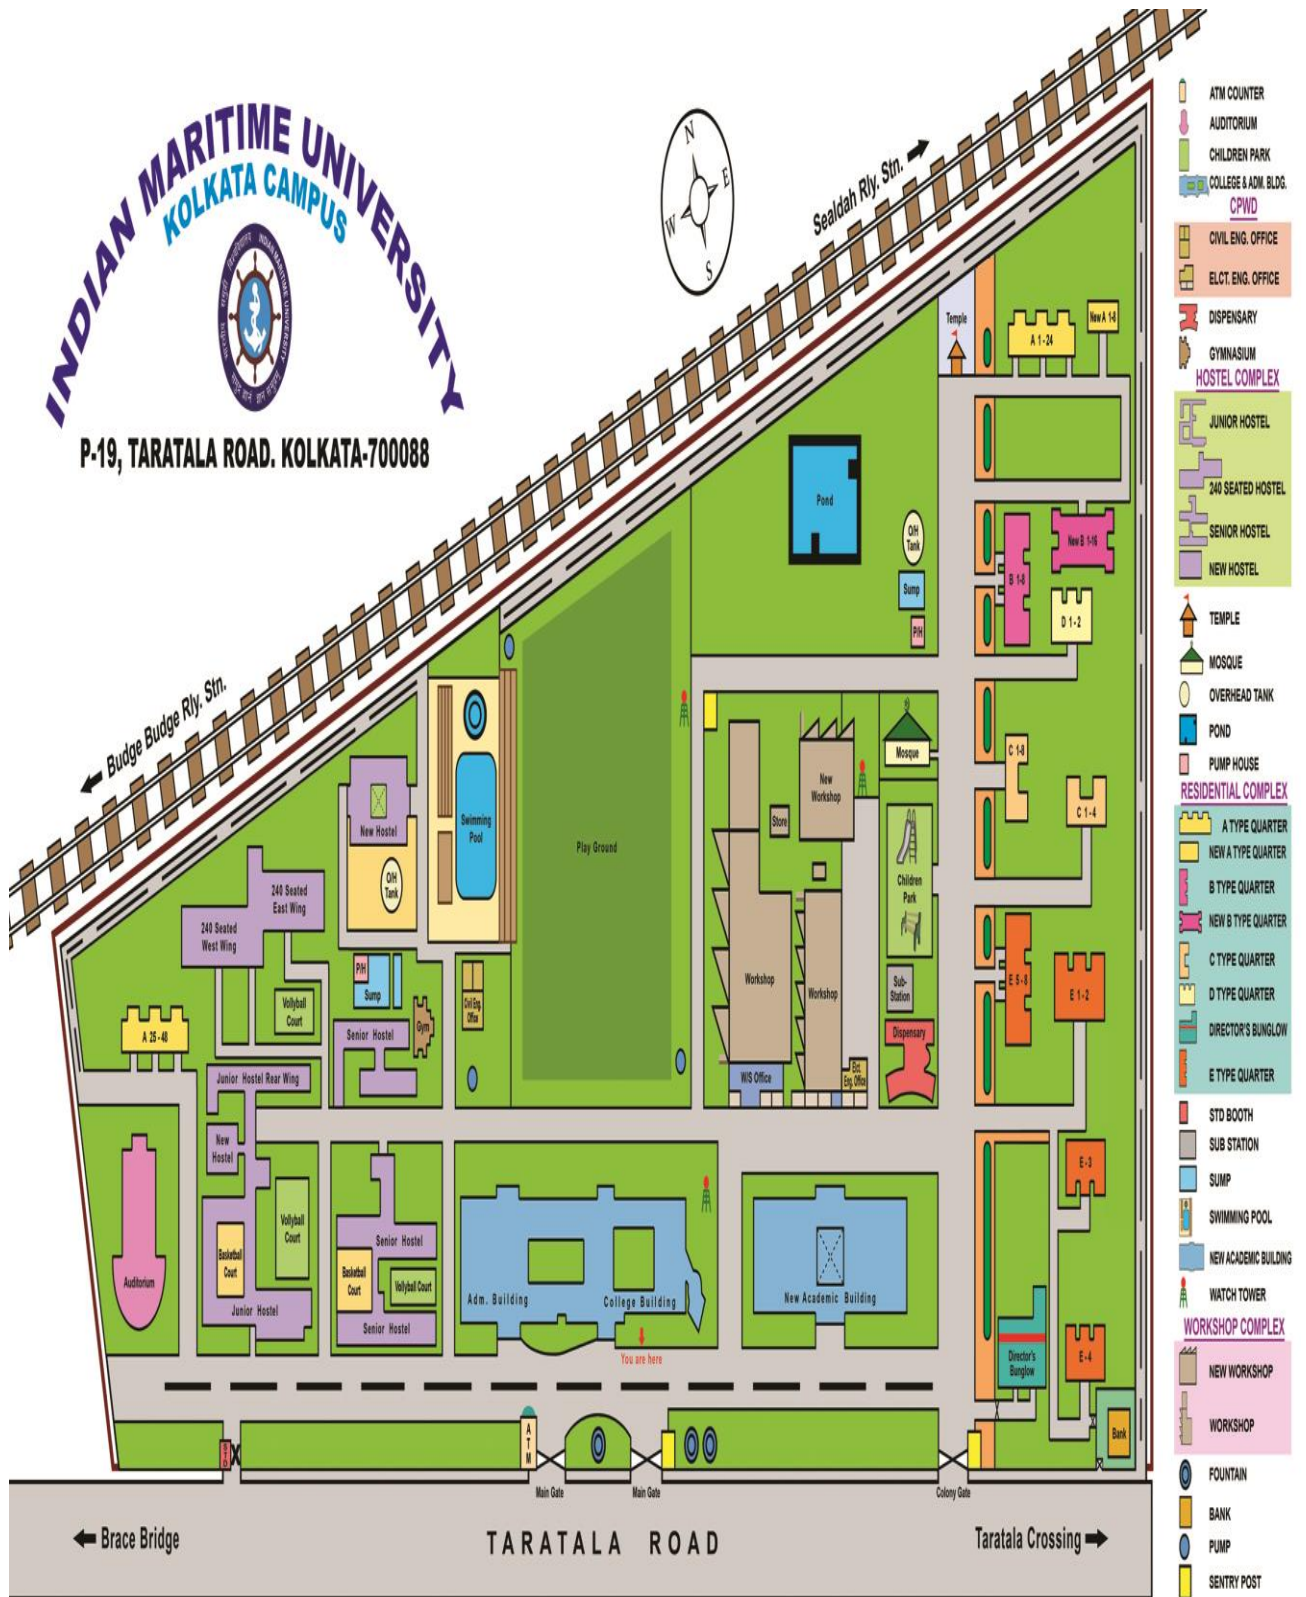 INDIAN MARITIME UNIVERSITY
KOLKATA CAMPUS
P-19, TARATALA ROAD. KOLKATA-700088
N
E
W
S
Sealdah Rly. Stn.
Budge Budge Rly. Stn.
Temple
A 1-24
New A 1-8
Pond
O/H
Tank
Sump
P/H
B 1-8
New B 1-16
D 1-2
Mosque
C 1-8
C 1-4
New
Workshop
Store
Children
Park
New Hostel
O/H
Tank
Swimming
Pool
Play Ground
240 Seated
East Wing
240 Seated
West Wing
P/H
Sump
Vollyball
Court
Civil Eng.
Office
Gym
Senior Hostel
A 25-48
Workshop
Workshop
Sub-
Station
Dispensary
E 5-8
E 1-2
Junior Hostel Rear Wing
W/S Office
Elct.
Eng. Office
New
Hostel
E-3
Auditorium
Basketball
Court
Vollyball
Court
Junior Hostel
Senior Hostel
Basketball
Court
Vollyball Court
Senior Hostel
Adm. Building
College Building
New Academic Building
You are here
Director's
Bunglow
E-4
Bank
STD
ATM
Main Gate
Main Gate
Colony Gate
Brace Bridge
TARATALA ROAD
Taratala Crossing
ATM COUNTER
AUDITORIUM
CHILDREN PARK
COLLEGE & ADM. BLDG.
CPWD
CIVIL ENG. OFFICE
ELCT. ENG. OFFICE
DISPENSARY
GYMNASIUM
HOSTEL COMPLEX
JUNIOR HOSTEL
240 SEATED HOSTEL
SENIOR HOSTEL
NEW HOSTEL
TEMPLE
MOSQUE
OVERHEAD TANK
POND
PUMP HOUSE
RESIDENTIAL COMPLEX
A TYPE QUARTER
NEW A TYPE QUARTER
B TYPE QUARTER
NEW B TYPE QUARTER
C TYPE QUARTER
D TYPE QUARTER
DIRECTOR'S BUNGLOW
E TYPE QUARTER
STD BOOTH
SUB STATION
SUMP
SWIMMING POOL
NEW ACADEMIC BUILDING
WATCH TOWER
WORKSHOP COMPLEX
NEW WORKSHOP
WORKSHOP
FOUNTAIN
BANK
PUMP
SENTRY POST